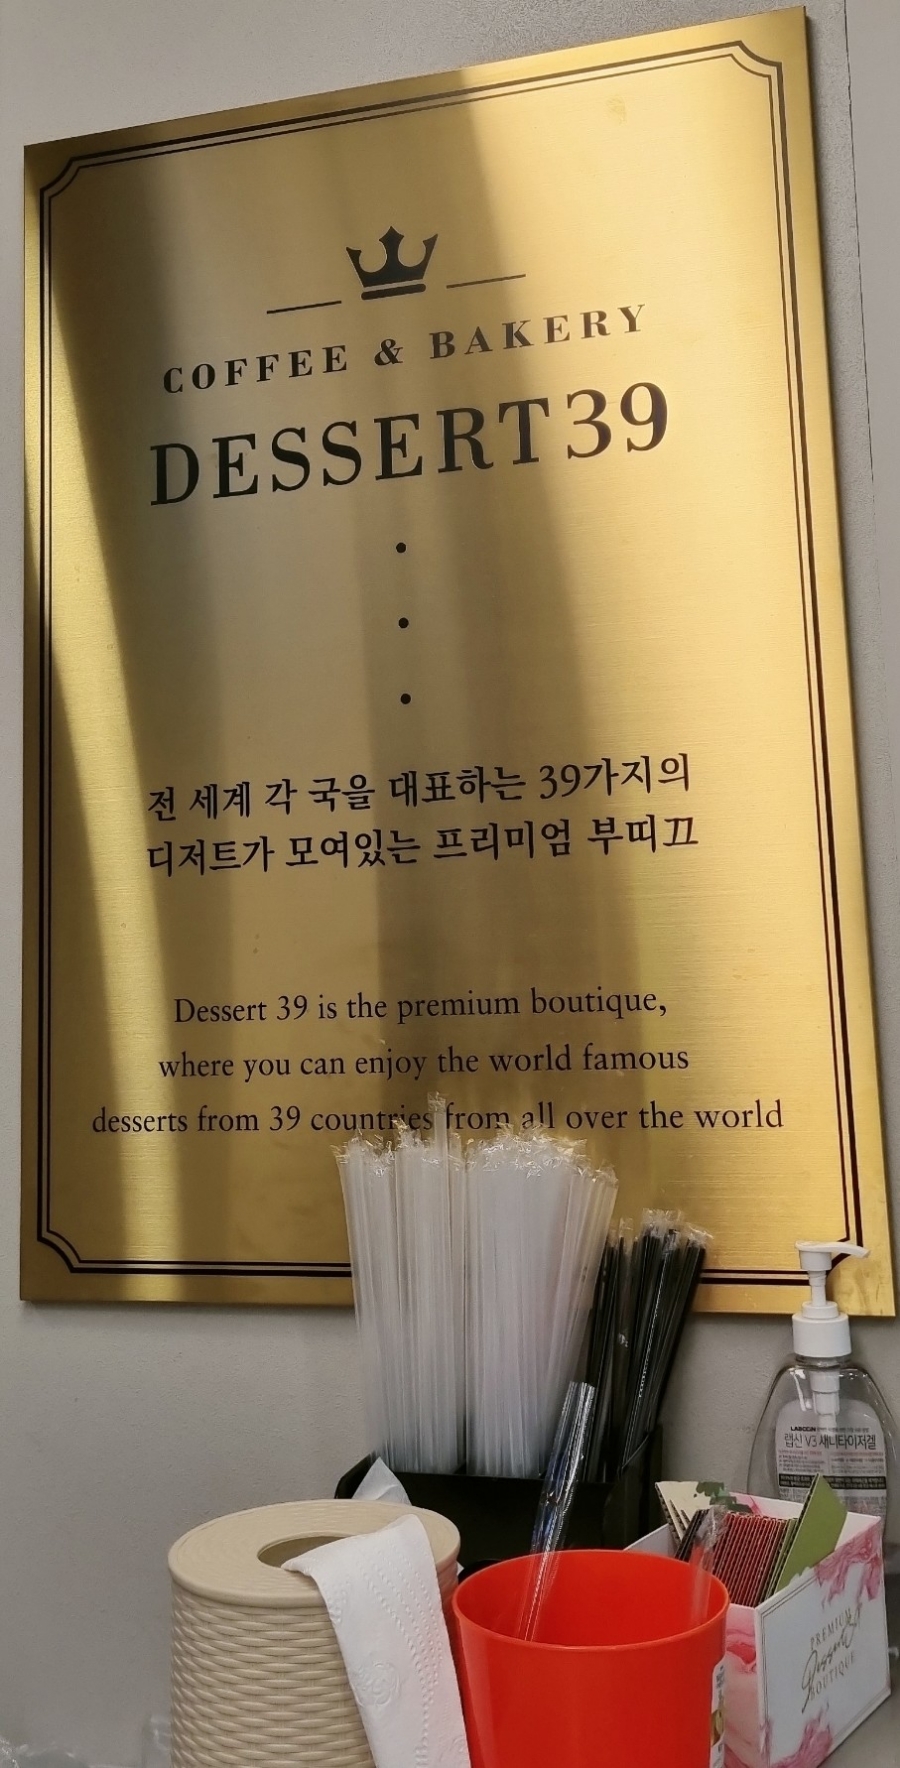 COFFEE & BAKERY
DESSERT39
전 세계 각 국을 대표하는 39가지의
디저트가 모여있는 프리미엄 부띠끄
Dessert 39 is the premium boutique,
where you can enjoy the world famous
desserts from 39 countries from all over the world
LABCCIN
랩신 V3 새니타이저겔
PREMIUM
Dessert39
BOUTIQUE